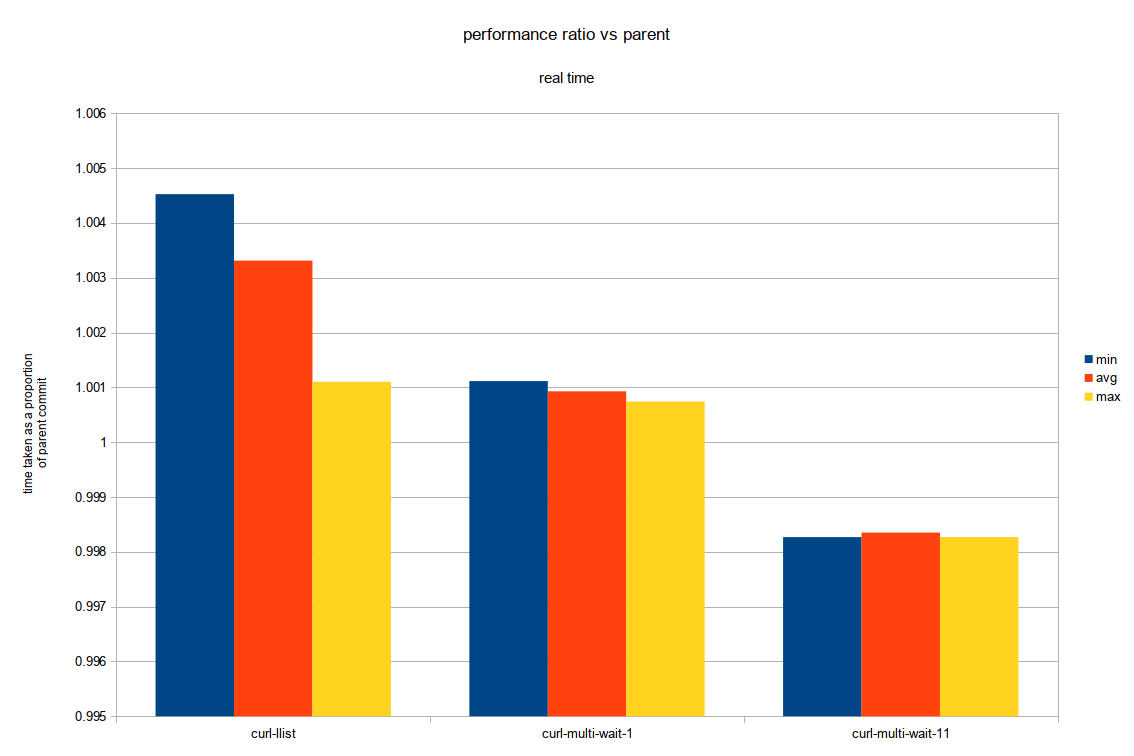 performance ratio vs parent
real time
time taken as a proportion
of parent commit
1.006
1.005
1.004
1.003
1.002
1.001
1
0.999
0.998
0.997
0.996
0.995
curl-llist
curl-multi-wait-1
curl-multi-wait-11
min
avg
max